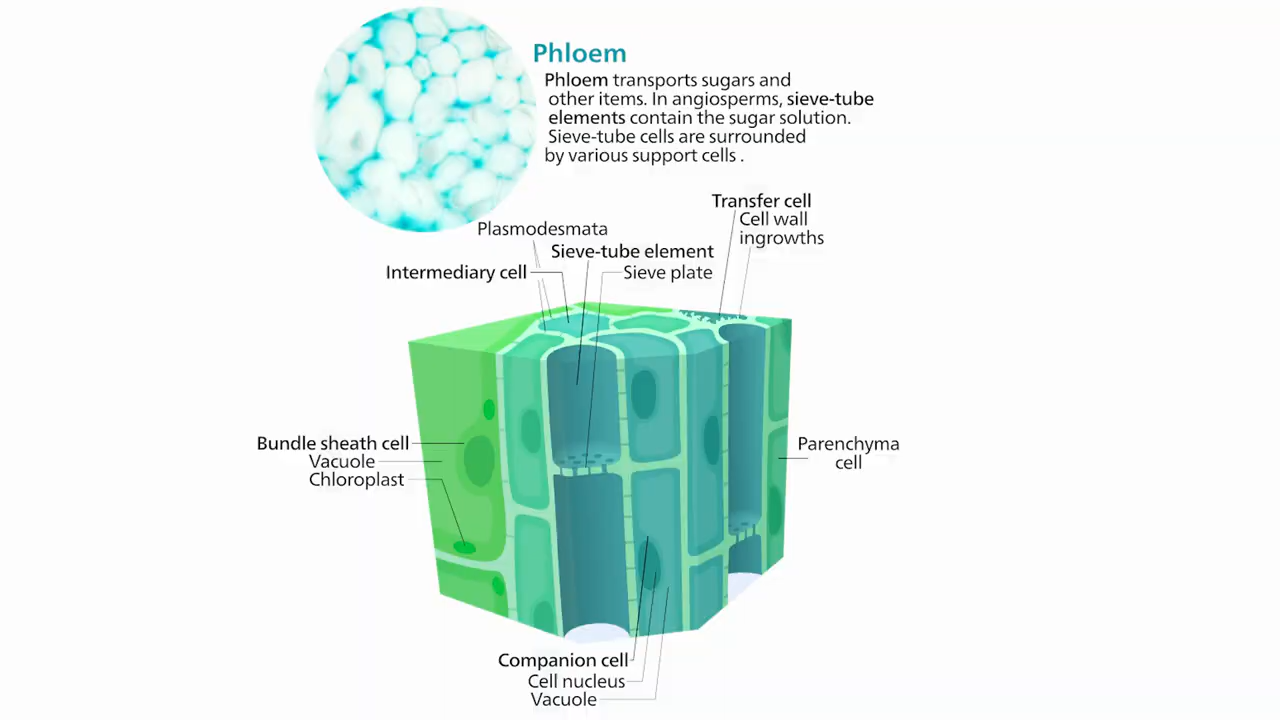 Phloem
Phloem transports sugars and
other items. In angiosperms, sieve-tube
elements contain the sugar solution.
Sieve-tube cells are surrounded
by various support cells .
Transfer cell
Cell wall
ingrowths
Plasmodesmata
Sieve-tube element
Intermediary cell
Sieve plate
Bundle sheath cell
Vacuole
Chloroplast
Parenchyma
cell
Companion cell
Cell nucleus
Vacuole